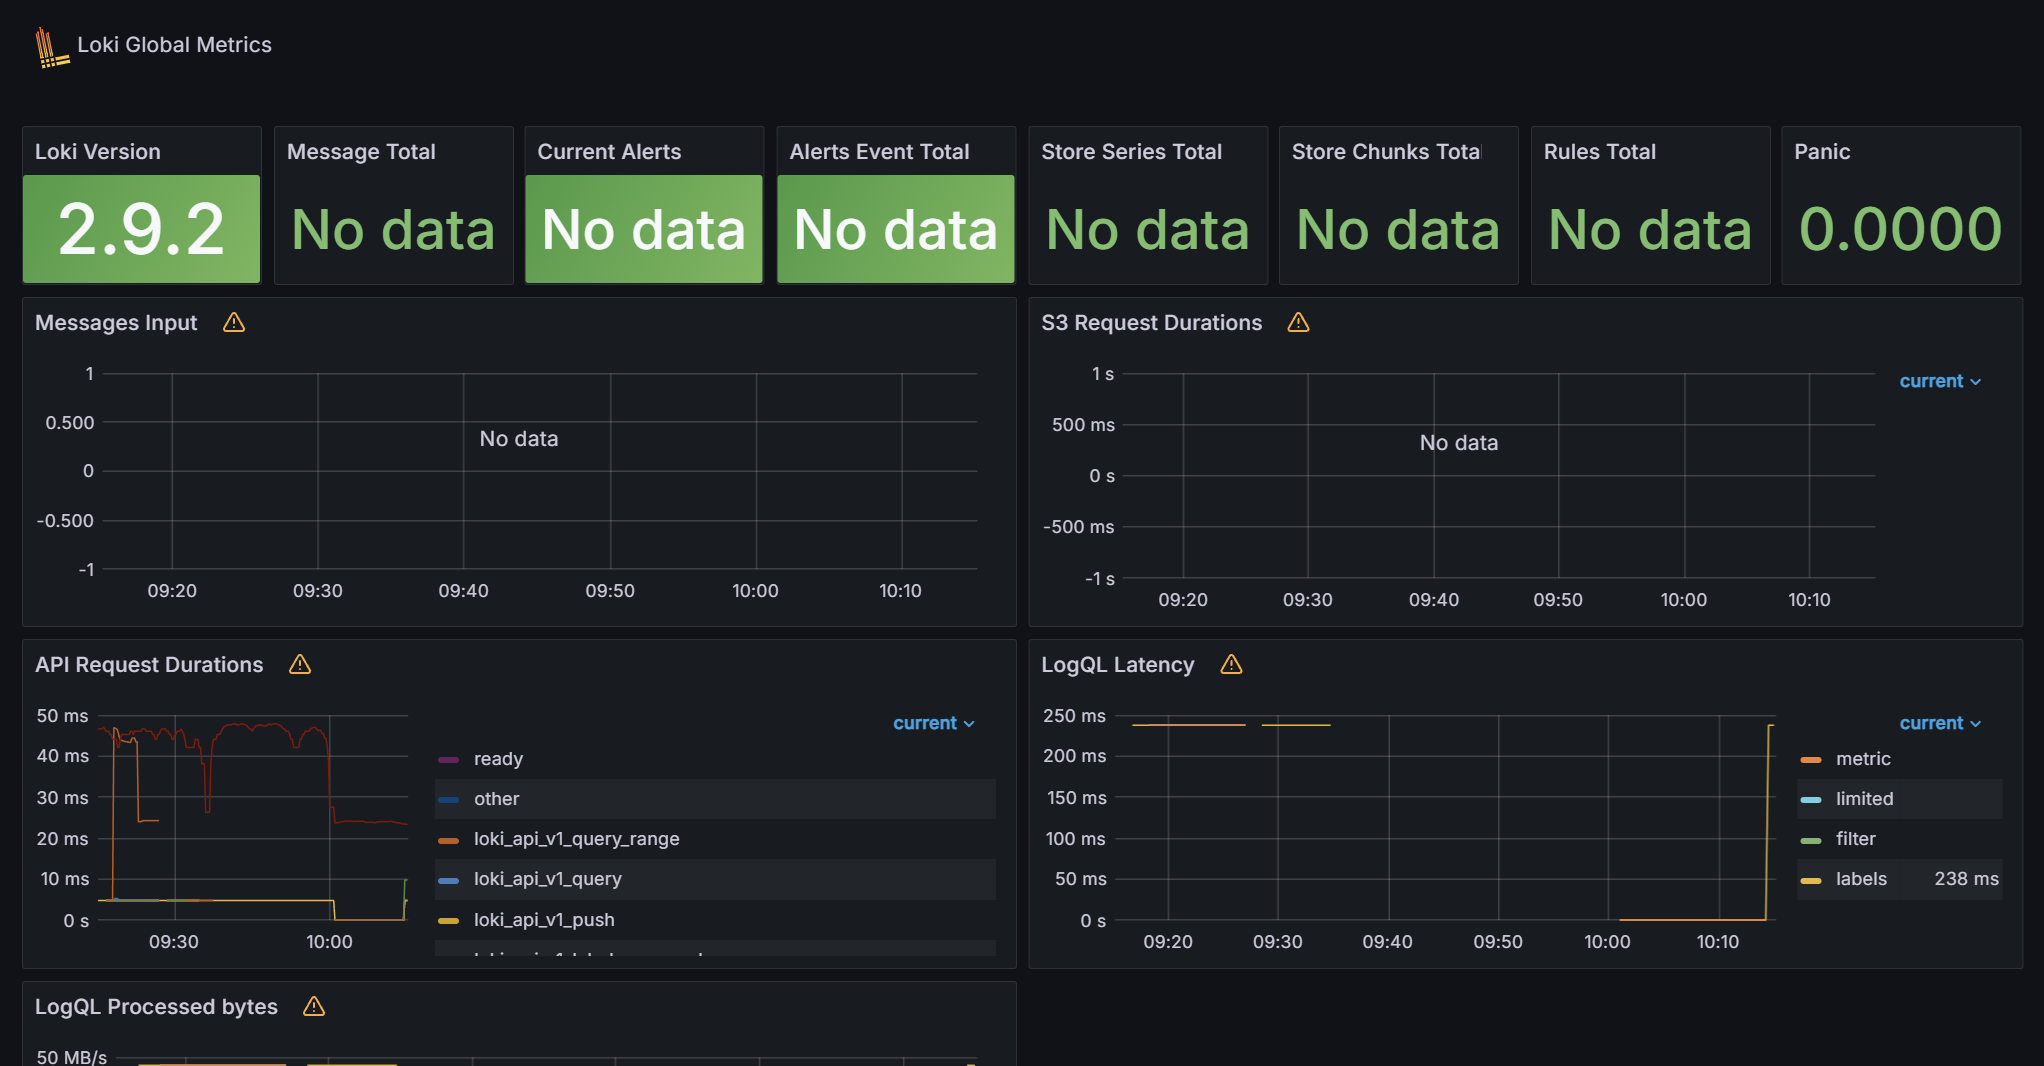 Loki Global Metrics
Loki Version
2.9.2
Message Total
No data
Current Alerts
No data
Alerts Event Total
No data
Store Series Total
No data
Store Chunks Total
No data
Rules Total
No data
Panic
0.0000
Messages Input
1
0.500
0
-0.500
-1
No data
09:20 09:30 09:40 09:50 10:00 10:10
S3 Request Durations
1 s
500 ms
0 s
-500 ms
-1 s
No data
09:20 09:30 09:40 09:50 10:00 10:10
current
API Request Durations
50 ms
40 ms
30 ms
20 ms
10 ms
0 s
09:30 10:00
current
ready
other
loki_api_v1_query_range
loki_api_v1_query
loki_api_v1_push
LogQL Latency
250 ms
200 ms
150 ms
100 ms
50 ms
0 s
09:20 09:30 09:40 09:50 10:00 10:10
current
metric
limited
filter
labels 238 ms
LogQL Processed bytes
50 MB/s